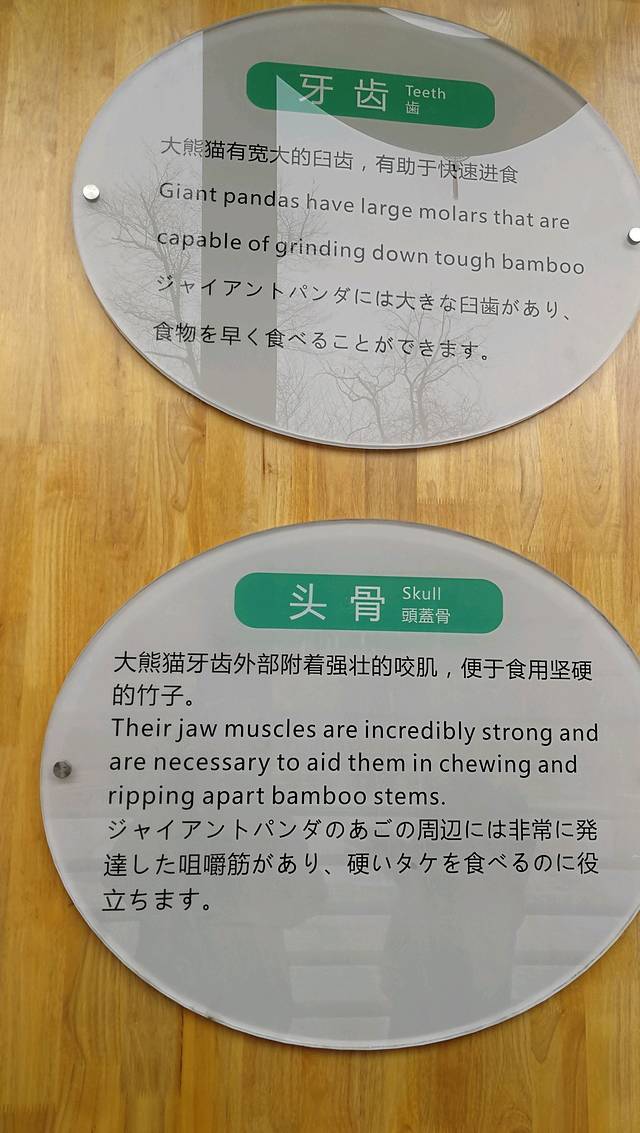 牙齿 Teeth
歯
大熊猫有宽大的臼齿，有助于快速进食
Giant pandas have large molars that are
capable of grinding down tough bamboo
ジャイアントパンダには大きな臼歯があり、
食物を早く食べることができます。
头骨 Skull
頭蓋骨
大熊猫牙齿外部附着强壮的咬肌，便于食用坚硬
的竹子。
Their jaw muscles are incredibly strong and
are necessary to aid them in chewing and
ripping apart bamboo stems.
ジャイアントパンダのあごの周辺には非常に発
達した咀嚼筋があり、硬いタケを食べるのに役
立ちます。